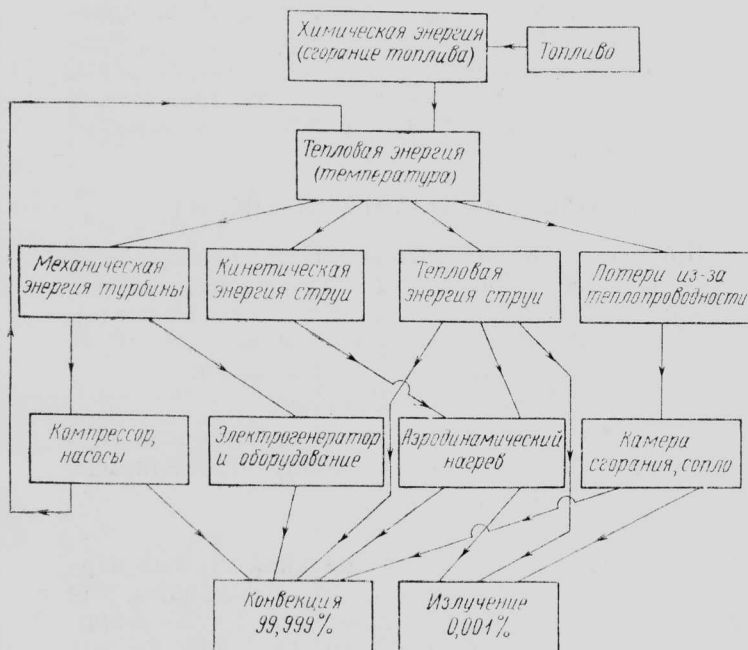 Химическая энергия
(сгорание топлива)
Топливо
Тепловая энергия
(температура)
Механическая
энергия турбины
Кинетическая
энергия струи
Тепловая
энергия струи
Потери из-за
теплопроводности
Компрессор,
насосы
Электрогенератор
и оборудование
Аэродинамический
нагрев
Камера
сгорания, сопло
Конвекция
99,999%
Излучение
0,001%